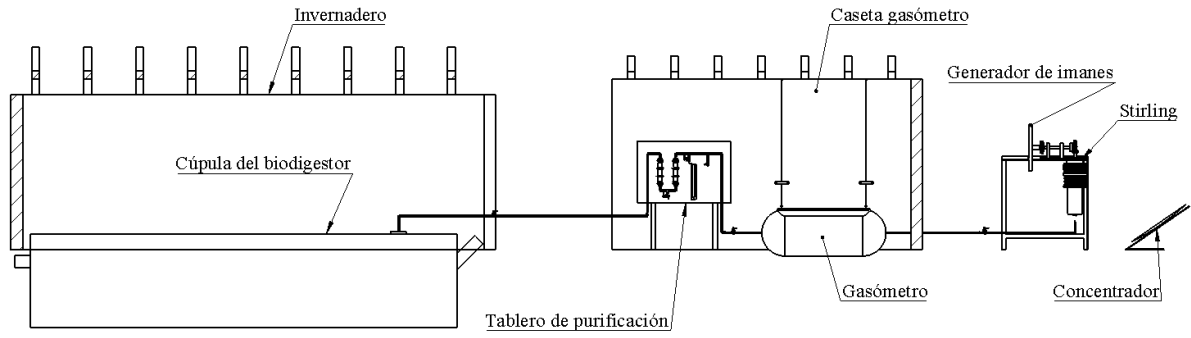 Invernadero
Caseta gasómetro
Generador de imanes
Stirling
Cúpula del biodigestor
Tablero de purificación
Gasómetro
Concentrador